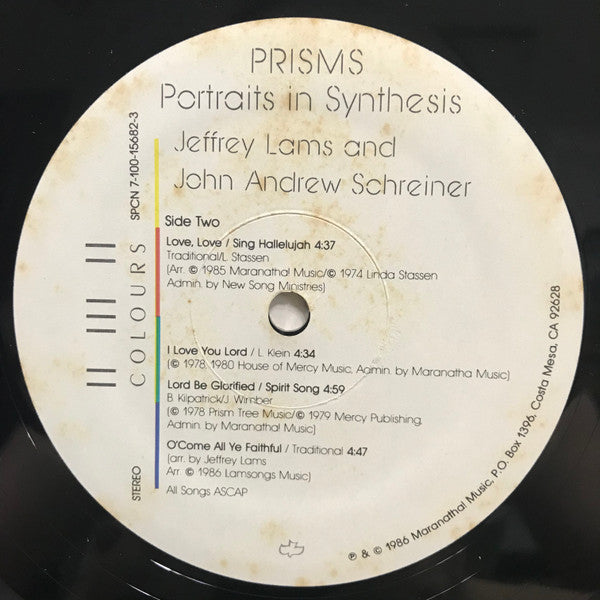 PRISMS
Portraits in Synthesis
Jeffrey Lams and
John Andrew Schreiner
Side Two
Love, Love / Sing Hallelujah 4:37
Traditional/L. Stassen
(Arr. © 1985 Maranatha! Music/© 1974 Linda Stassen
Admin. by New Song Ministries)
I Love You Lord / L. Klein 4:34
(© 1978, 1980 House of Mercy Music, Admin. by Maranatha Music)
Lord Be Glorified / Spirit Song 4:59
B. Kilpatrick/J. Wimber
(© 1978 Prism Tree Music/© 1979 Mercy Publishing,
Admin. by Maranatha! Music)
O'Come All Ye Faithful / Traditional 4:47
(arr. by Jeffrey Lams
Arr. © 1986 Lamsongs Music)
All Songs ASCAP
STEREO
SPCN 7-100-15682-3
COLOURS
℗ & © 1986 Maranatha! Music, P.O. Box 1396, Costa Mesa, CA 92628